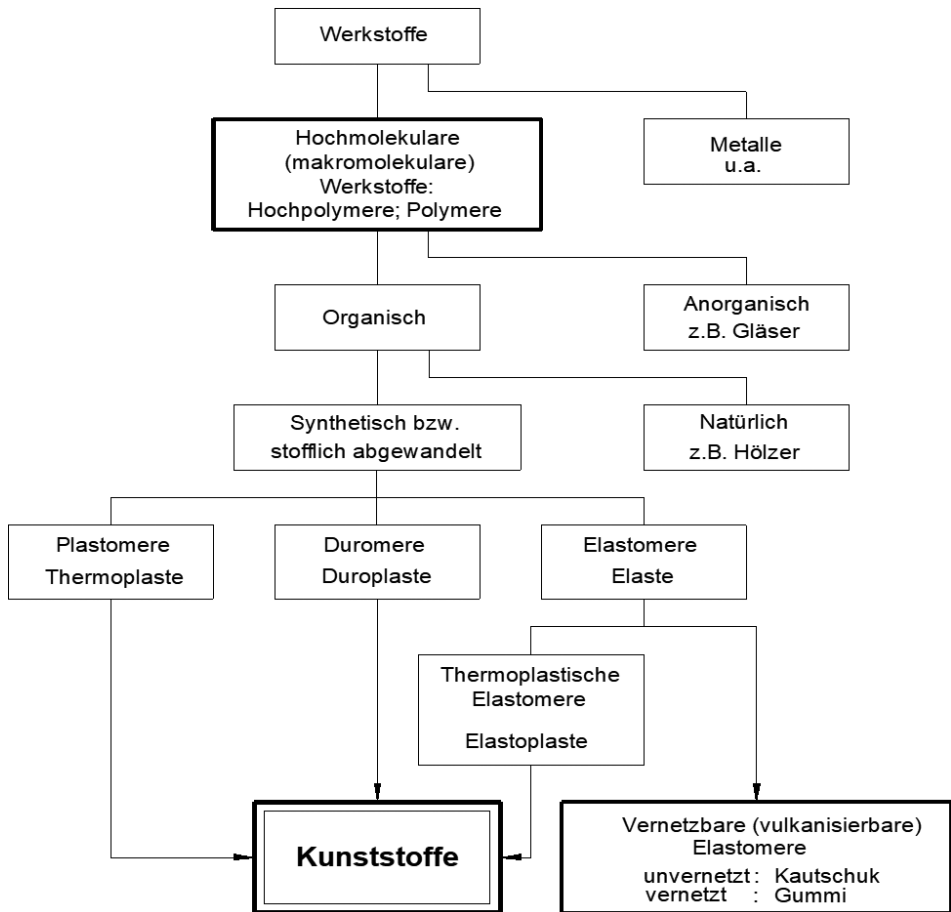 Werkstoffe
Hochmolekulare
(makromolekulare)
Werkstoffe:
Hochpolymere; Polymere
Metalle
u.a.
Organisch
Anorganisch
z.B. Gläser
Synthetisch bzw.
stofflich abgewandelt
Natürlich
z.B. Hölzer
Plastomere
Thermoplaste
Duromere
Duroplaste
Elastomere
Elaste
Thermoplastische
Elastomere
Elastoplaste
Kunststoffe
Vernetzbare (vulkanisierbare)
Elastomere
unvernetzt : Kautschuk
vernetzt : Gummi